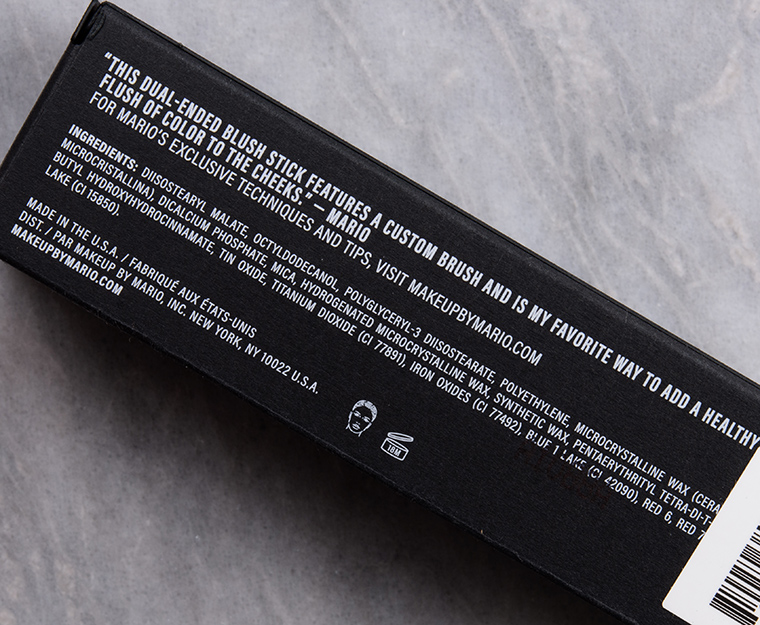 “THIS DUAL-ENDED BLUSH STICK FEATURES A CUSTOM BRUSH AND IS MY FAVORITE WAY TO ADD A HEALTHY
FLUSH OF COLOR TO THE CHEEKS.” – MARIO
FOR MARIO'S EXCLUSIVE TECHNIQUES AND TIPS, VISIT MAKEUPBYMARIO.COM
INGREDIENTS: DIISOSTEARYL MALATE, OCTYLDODECANOL, POLYGLYCERYL-3 DIISOSTEARATE, POLYETHYLENE, MICROCRYSTALLINE WAX (CERA
MICROCRISTALLINA), DICALCIUM PHOSPHATE, MICA, HYDROGENATED MICROCRYSTALLINE WAX, SYNTHETIC WAX, PENTAERYTHRITYL TETRA-DI-T-
BUTYL HYDROXYHYDROCINNAMATE, TIN OXIDE, TITANIUM DIOXIDE (CI 77891), IRON OXIDES (CI 77492), BLUE 1 LAKE (CI 42090), RED 6, RED 7
LAKE (CI 15850).
MADE IN THE U.S.A. / FABRIQUÉ AUX ÉTATS-UNIS
DIST. / PAR MAKEUP BY MARIO, INC. NEW YORK, NY 10022 U.S.A.
MAKEUPBYMARIO.COM
18M